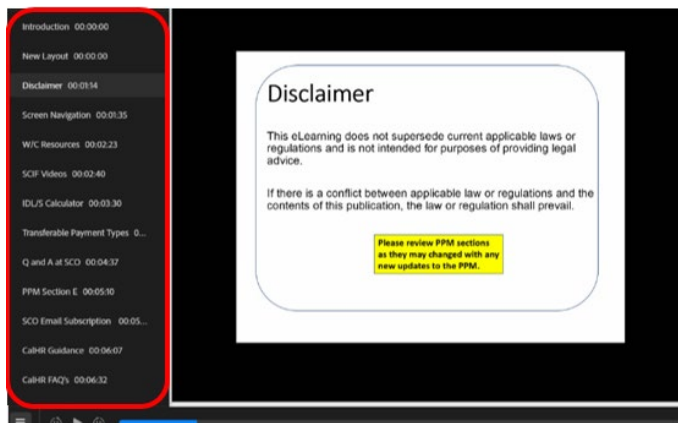 Introduction 00:00:00
New Layout 00:00:00
Disclaimer 00:01:14
Screen Navigation 00:01:35
W/C Resources 00:02:23
SCIF Videos 00:02:40
IDL/S Calculator 00:03:30
Transferable Payment Types 0...
Q and A at SCO 00:04:37
PPM Section E 00:05:10
SCO Email Subscription 00:05...
CalHR Guidance 00:06:07
CalHR FAQ's 00:06:32
Disclaimer
This eLearning does not supersede current applicable laws or
regulations and is not intended for purposes of providing legal
advice.
If there is a conflict between applicable law or regulations and the
contents of this publication, the law or regulation shall prevail.
Please review PPM sections
as they may changed with any
new updates to the PPM.